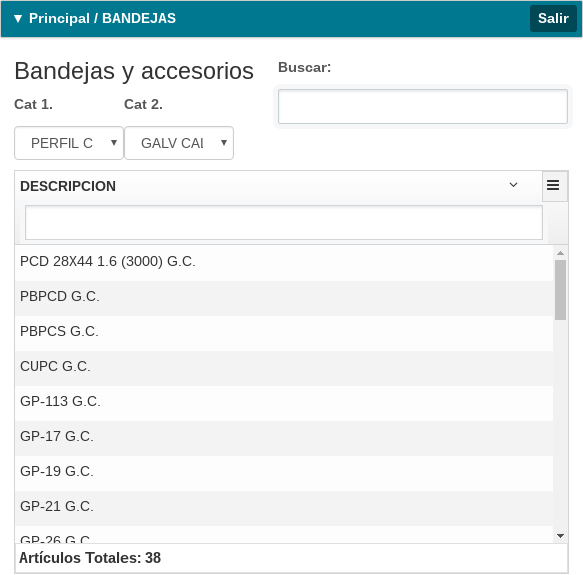 ▼ Principal / BANDEJAS
Salir
Bandejas y accesorios
Buscar:
Cat 1.
Cat 2.
PERFIL C
GALV CAL
DESCRIPCION
PCD 28X44 1.6 (3000) G.C.
PBPCD G.C.
PBPCS G.C.
CUPC G.C.
GP-113 G.C.
GP-17 G.C.
GP-19 G.C.
GP-21 G.C.
GP-26 G.C.
Artículos Totales: 38